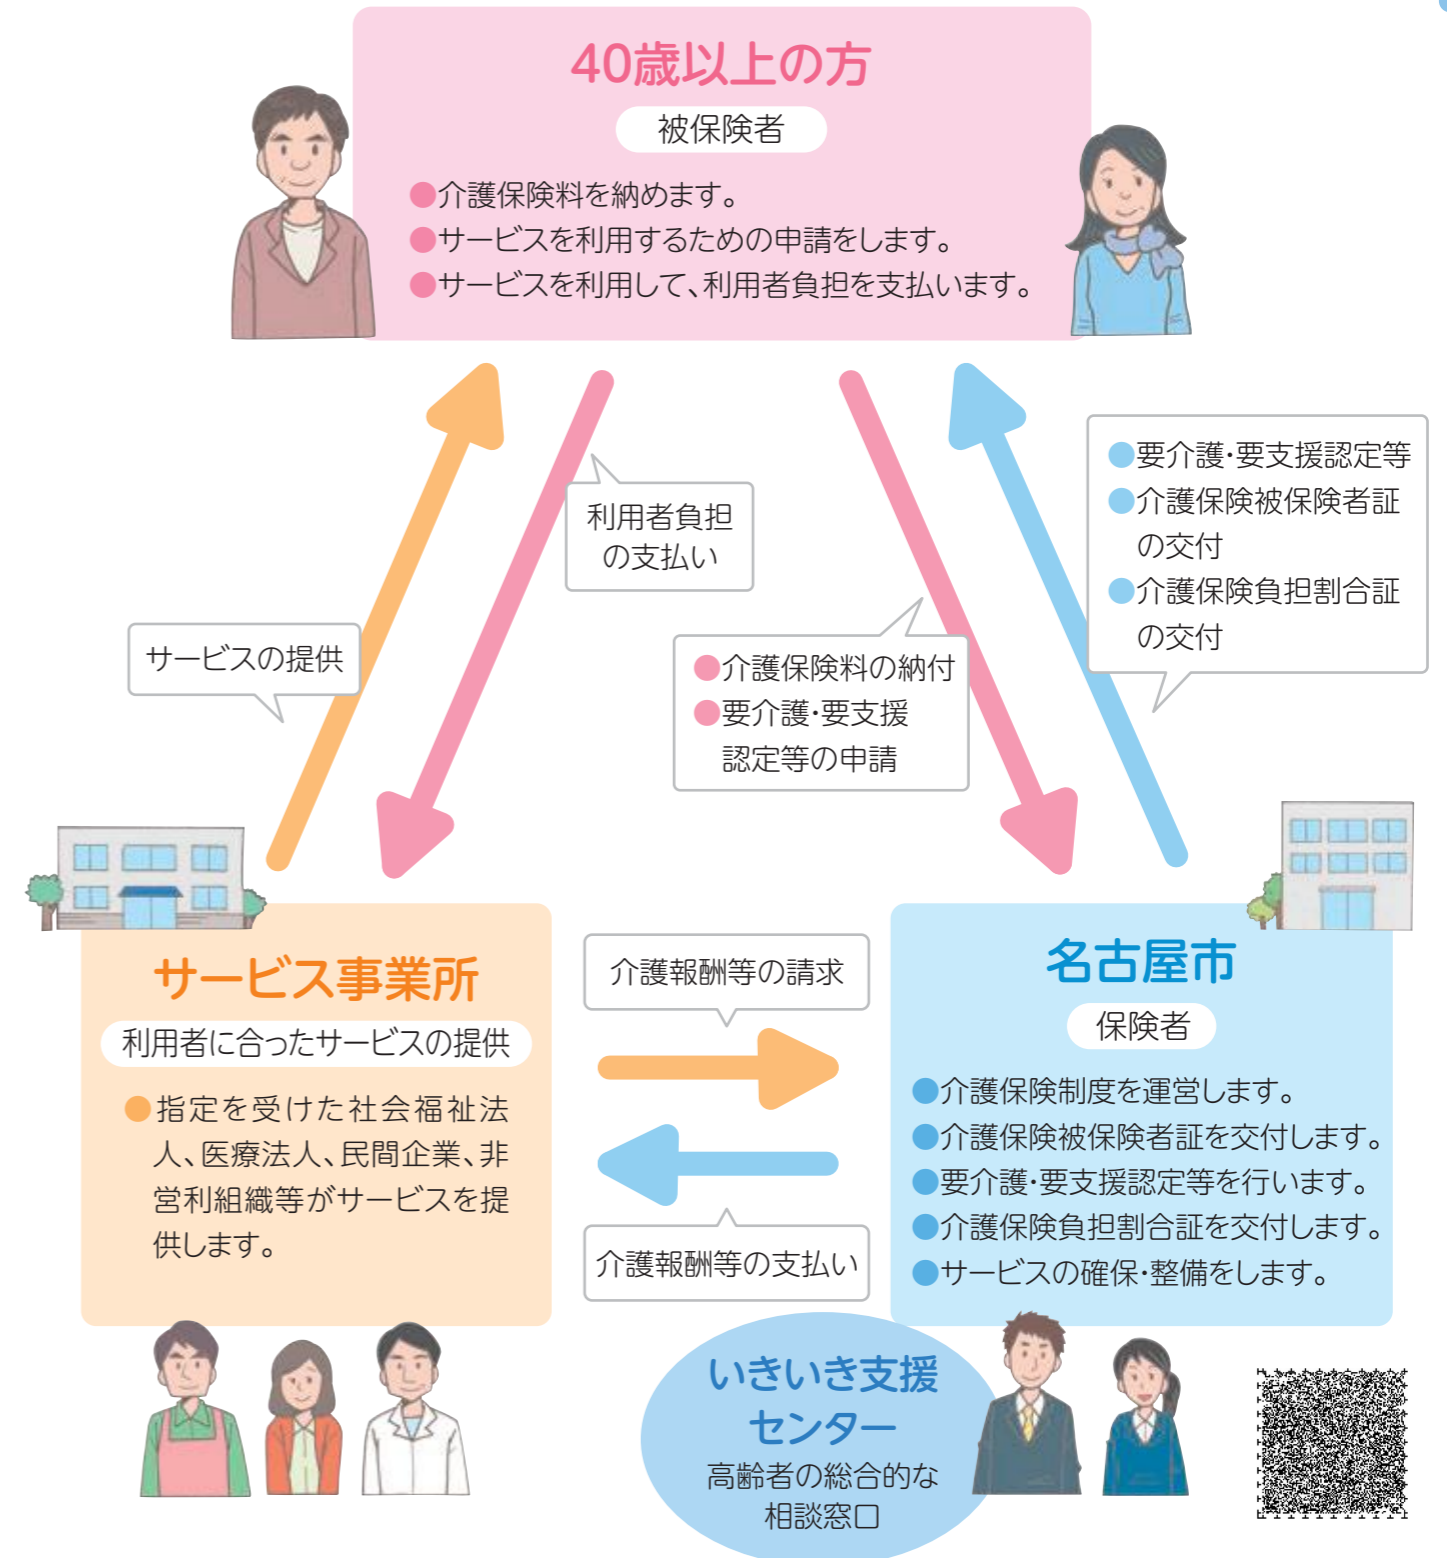 40歳以上の方
被保険者
●介護保険料を納めます。
●サービスを利用するための申請をします。
●サービスを利用して、利用者負担を支払います。
●要介護・要支援認定等
●介護保険被保険者証
の交付
●介護保険負担割合証
の交付
利用者負担
の支払い
サービスの提供
●介護保険料の納付
●要介護・要支援
認定等の申請
サービス事業所
利用者に合ったサービスの提供
●指定を受けた社会福祉法
人、医療法人、民間企業、非
営利組織等がサービスを提
供します。
介護報酬等の請求
介護報酬等の支払い
名古屋市
保険者
●介護保険制度を運営します。
●介護保険被保険者証を交付します。
●要介護・要支援認定等を行います。
●介護保険負担割合証を交付します。
●サービスの確保・整備をします。
いきいき支援
センター
高齢者の総合的な
相談窓口